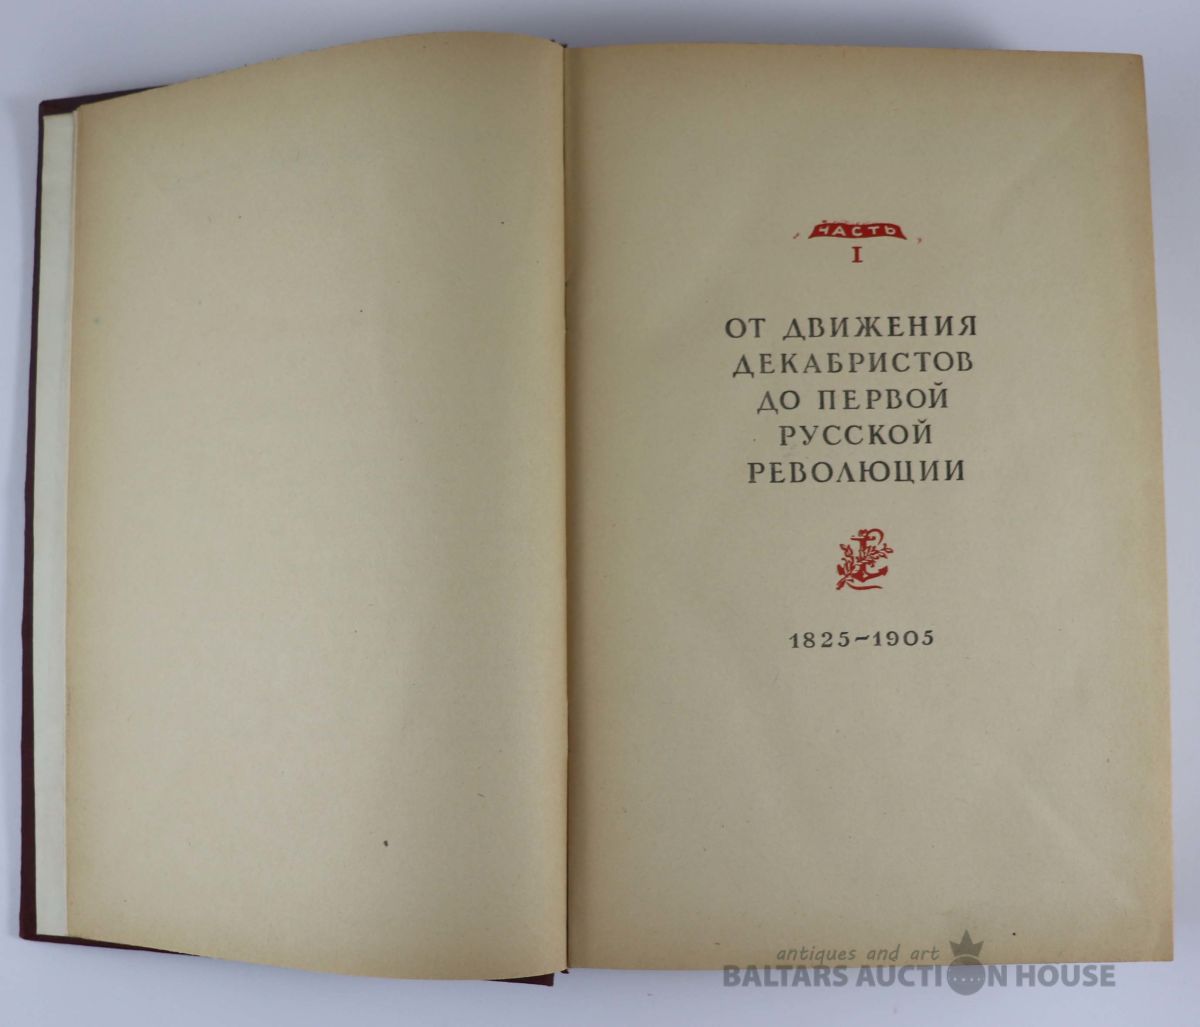 ЧАСТЬ
I
ОТ ДВИЖЕНИЯ
ДЕКАБРИСТОВ
ДО ПЕРВОЙ
РУССКОЙ
РЕВОЛЮЦИИ
1825~1905
antiques and art
BALTARS AUCTION HOUSE